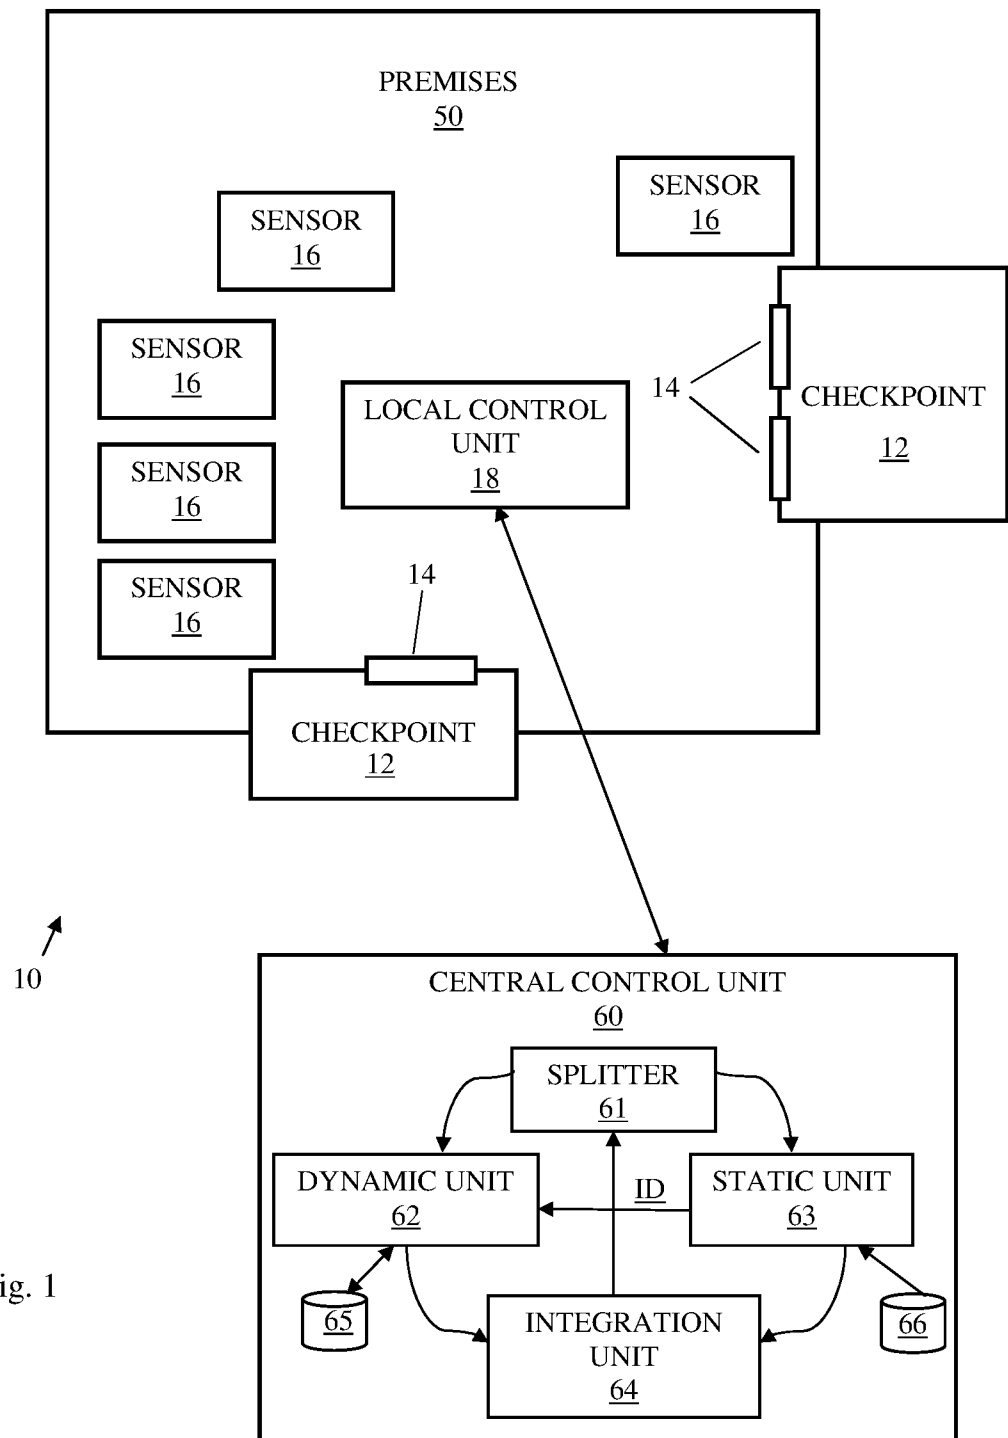 PREMISES
50
SENSOR
16
SENSOR
16
SENSOR
16
14
CHECKPOINT
12
LOCAL CONTROL
UNIT
18
SENSOR
16
SENSOR
16
14
CHECKPOINT
12
10
CENTRAL CONTROL UNIT
60
SPLITTER
61
DYNAMIC UNIT
62
ID
STATIC UNIT
63
ig. 1
65
INTEGRATION
UNIT
64
66